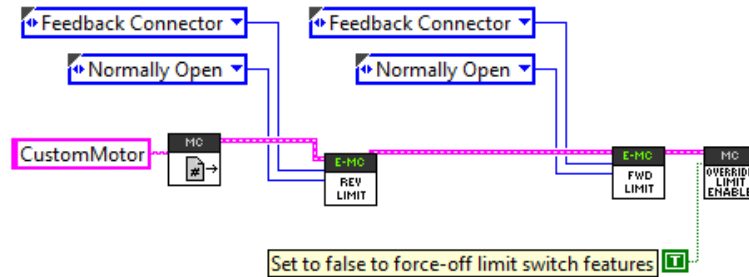 Feedback Connector
Feedback Connector
Normally Open
Normally Open
CustomMotor
MC
#
E-MC
REV
LIMIT
E-MC
FWD
LIMIT
MC
OVERRIDE
LIMIT
ENABLE
Set to false to force-off limit switch features
T